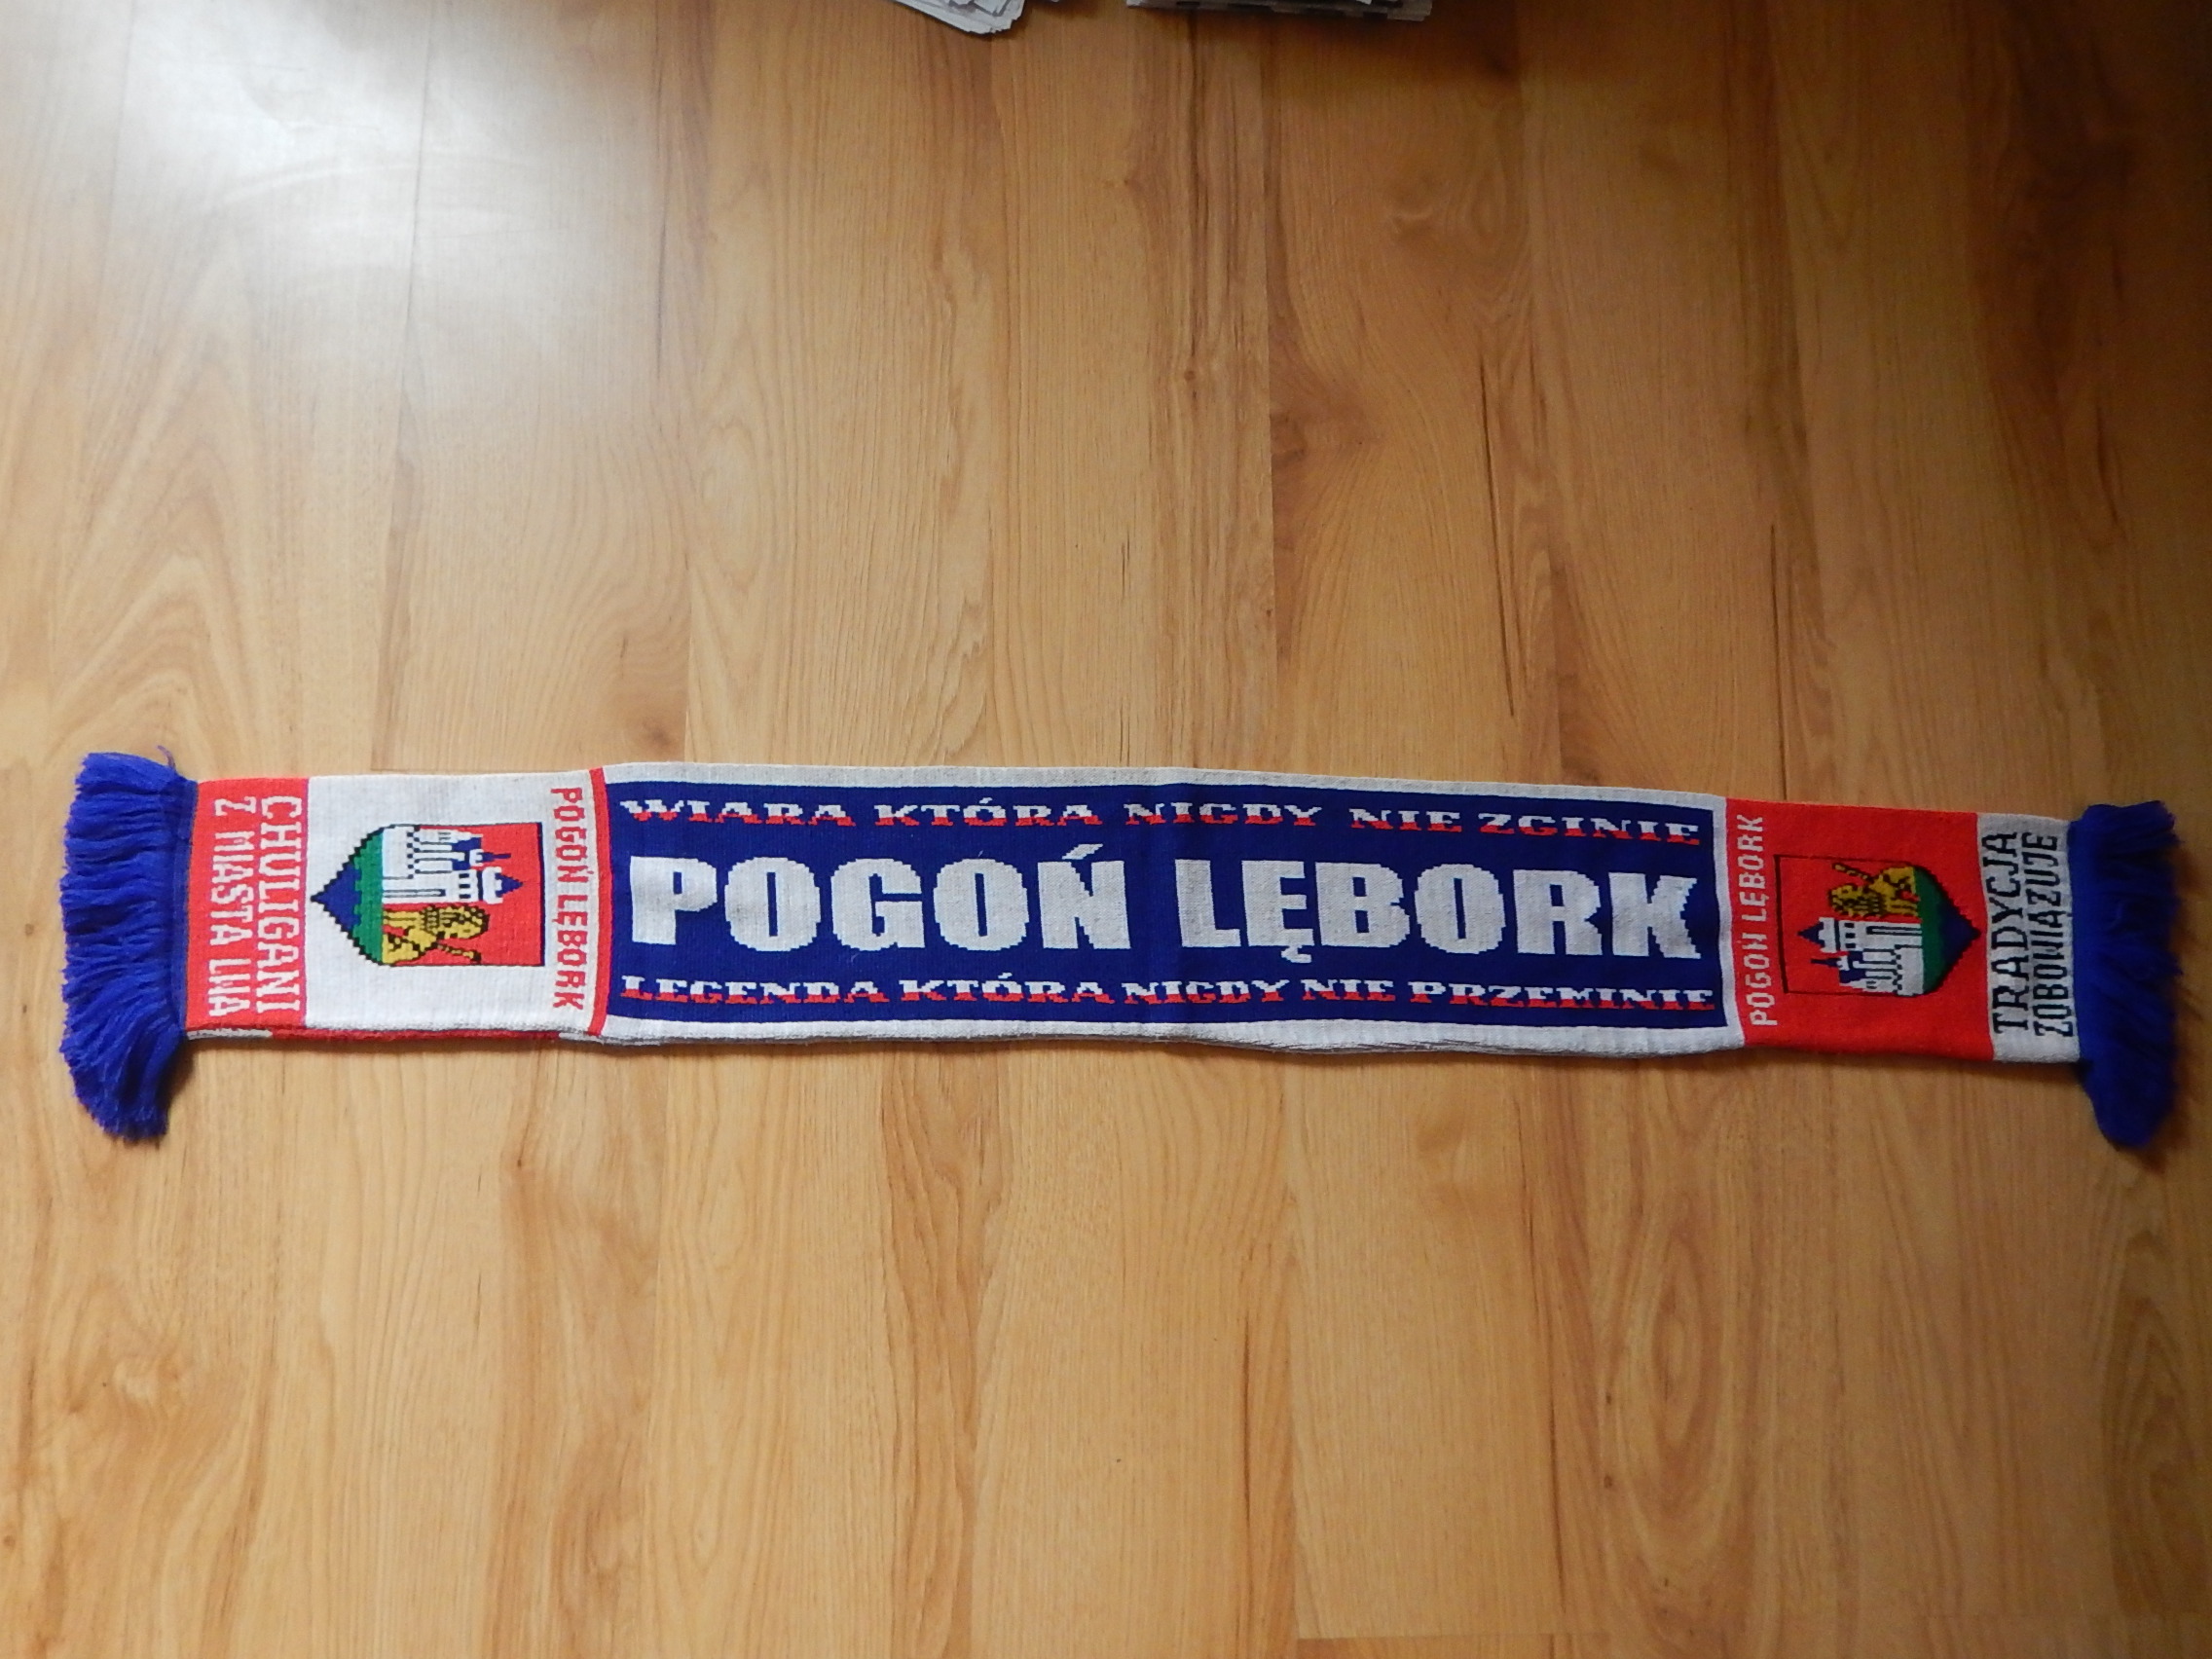 CHULIGANI
Z MIASTA LWA
POGOŃ LĘBORK
WIARA KTÓRA NIGDY NIE ZGINIE
POGOŃ LĘBORK
LEGENDA KTÓRA NIGDY NIE PRZEMINIE
POGOŃ LĘBORK
TRADYCJA
ZOBOWIĄZUJE